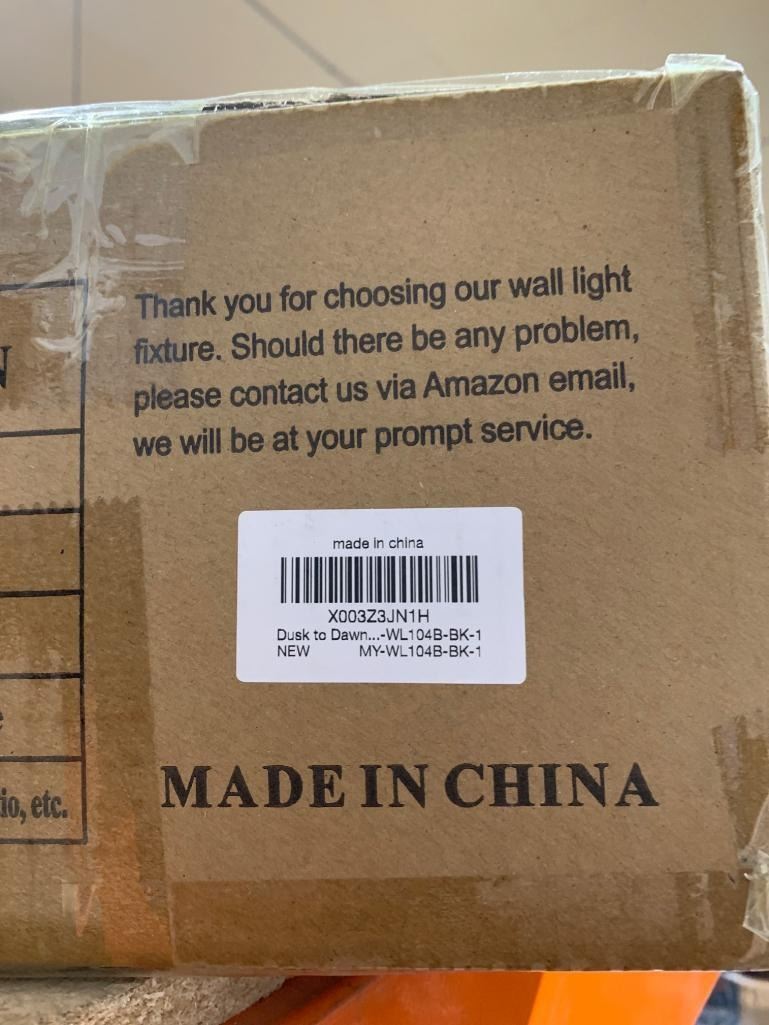 Thank you for choosing our wall light
fixture. Should there be any problem,
please contact us via Amazon email,
we will be at your prompt service.
made in china
X003Z3JN1H
Dusk to Dawn...-WL104B-BK-1
NEW MY-WL104B-BK-1
MADE IN CHINA
N
e
io, etc.